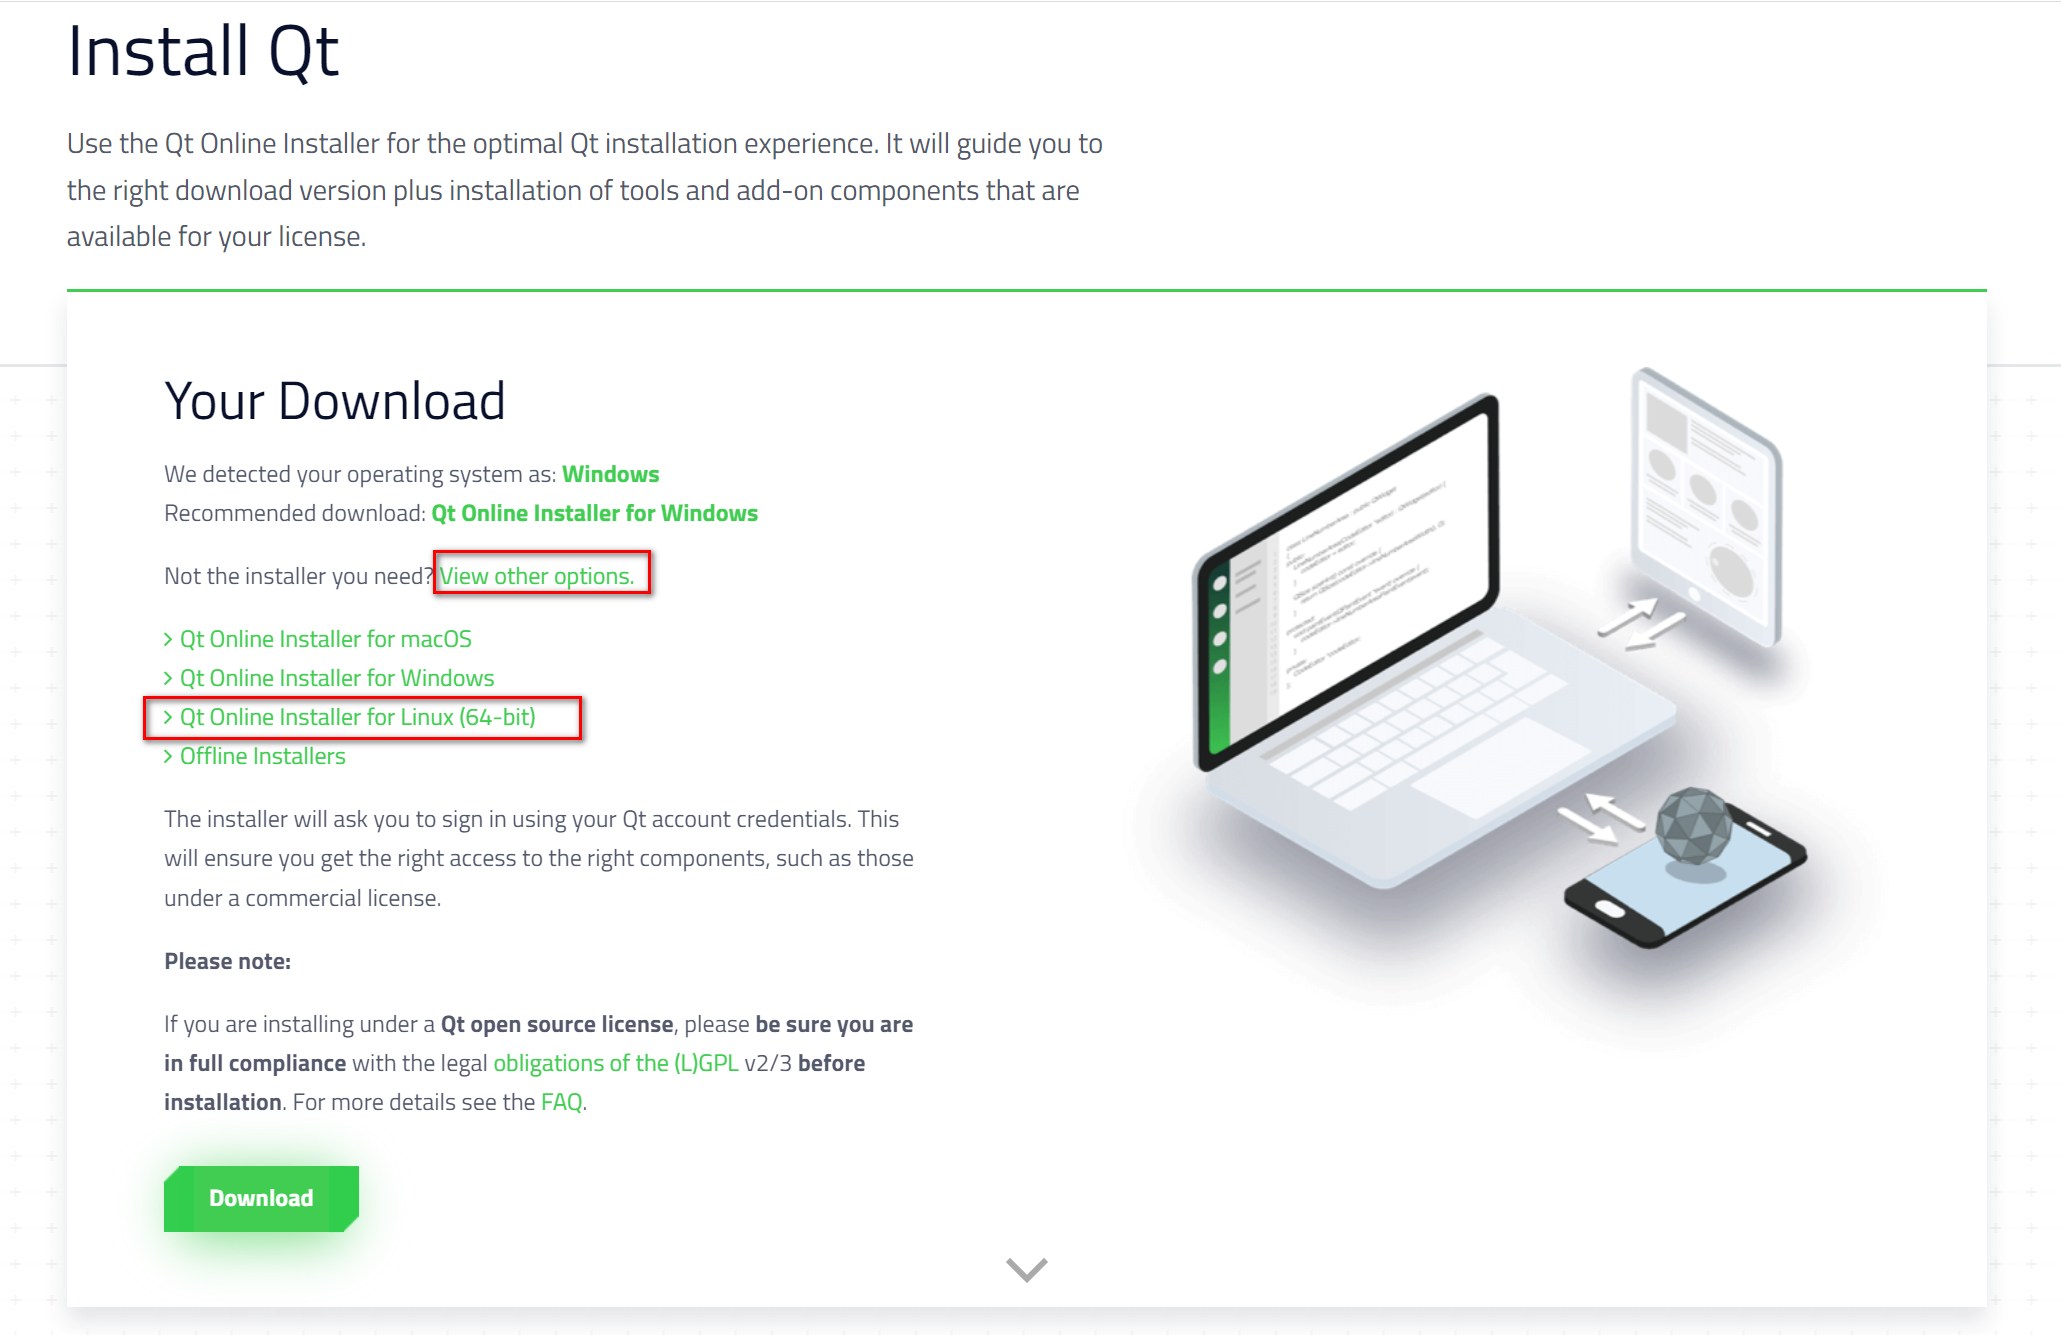 Install Qt
Use the Qt Online Installer for the optimal Qt installation experience. It will guide you to
the right download version plus installation of tools and add-on components that are
available for your license.
Your Download
We detected your operating system as: Windows
Recommended download: Qt Online Installer for Windows
Not the installer you need? View other options.
Qt Online Installer for macOS
Qt Online Installer for Windows
Qt Online Installer for Linux (64-bit)
Offline Installers
The installer will ask you to sign in using your Qt account credentials. This
will ensure you get the right access to the right components, such as those
under a commercial license.
Please note:
If you are installing under a Qt open source license, please be sure you are
in full compliance with the legal obligations of the (L)GPL v2/3 before
installation. For more details see the FAQ.
Download